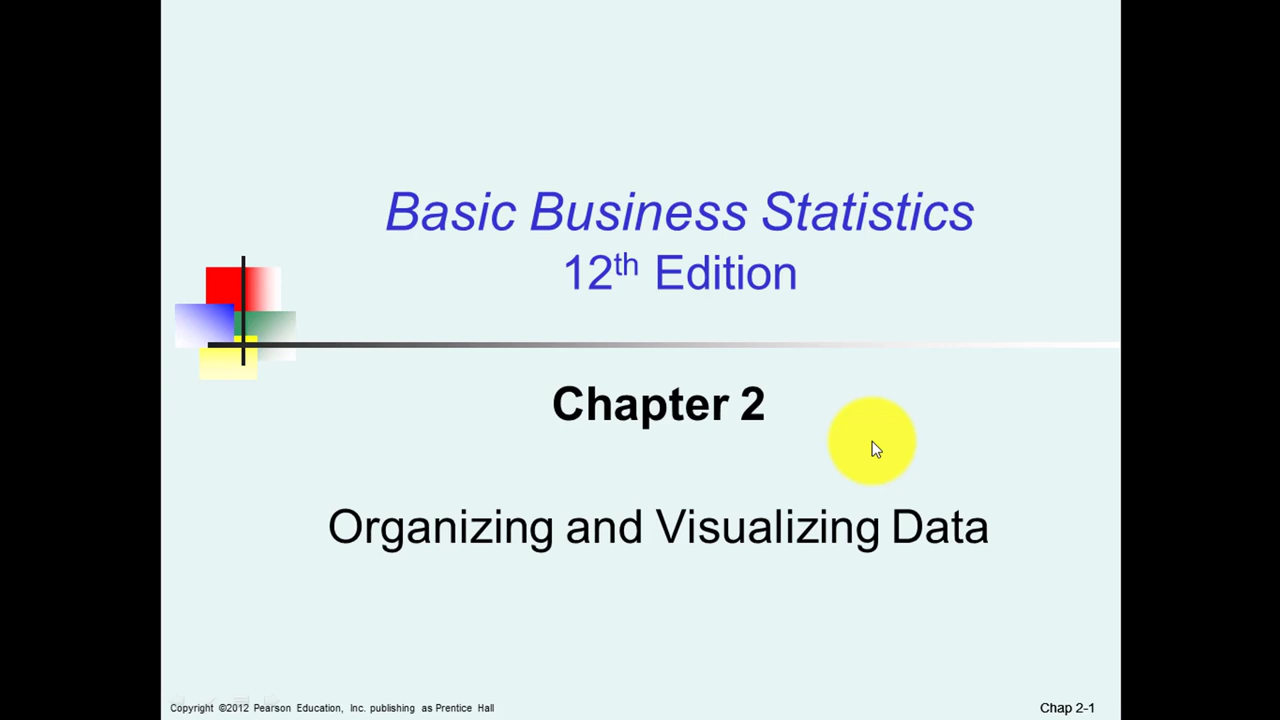 Basic Business Statistics
12th Edition
Chapter 2
Organizing and Visualizing Data
Copyright ©2012 Pearson Education, Inc. publishing as Prentice Hall
Chap 2-1